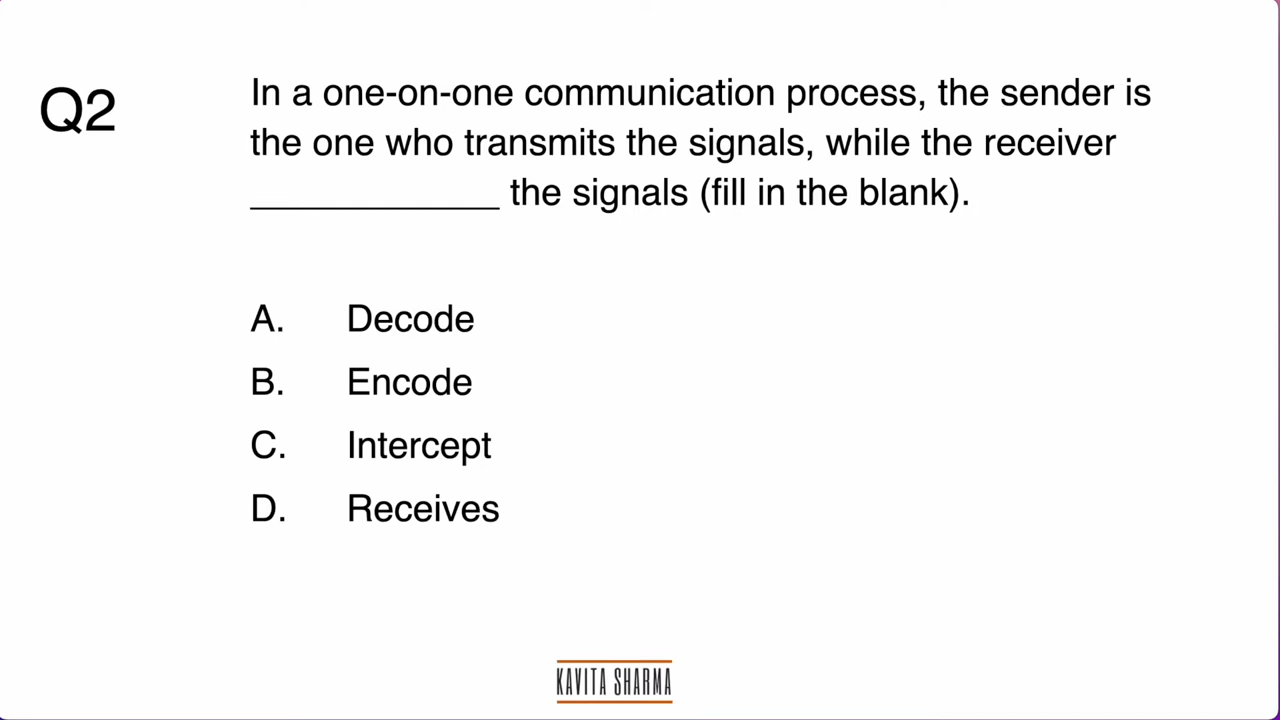 Q2
In a one-on-one communication process, the sender is
the one who transmits the signals, while the receiver
____________ the signals (fill in the blank).
A. Decode
B. Encode
C. Intercept
D. Receives
KAVITA SHARMA